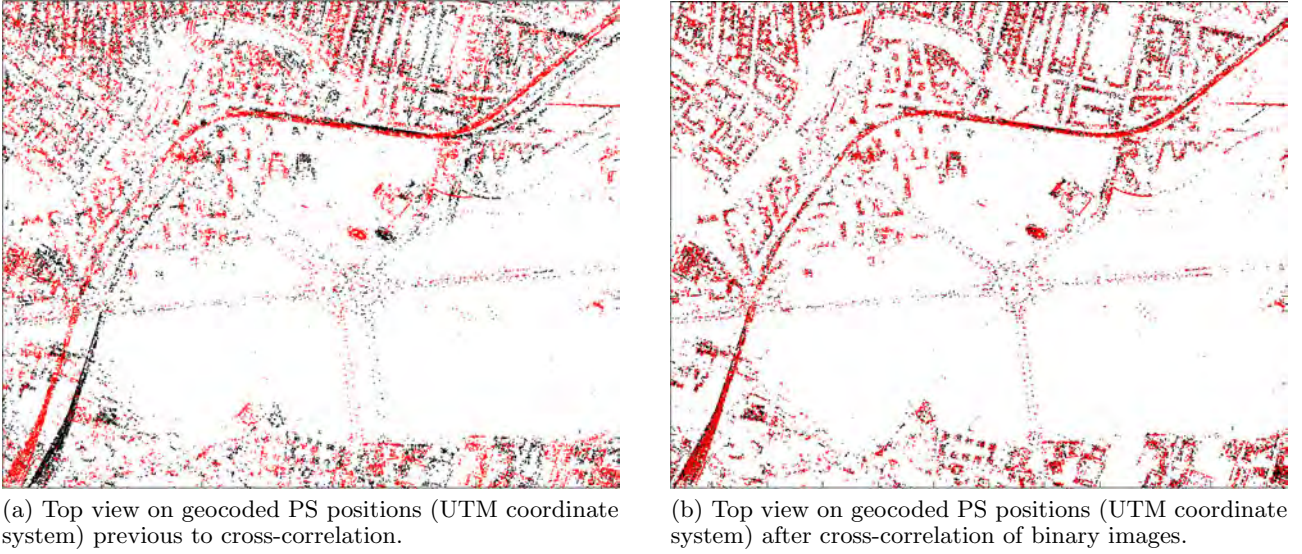 (a) Top view on geocoded PS positions (UTM coordinate
system) previous to cross-correlation.
(b) Top view on geocoded PS positions (UTM coordinate
system) after cross-correlation of binary images.